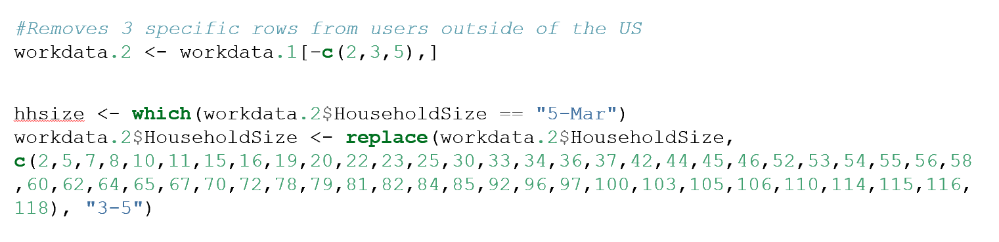 #Removes 3 specific rows from users outside of the US
workdata.2 <- workdata.1[-c(2,3,5),]
hhsize <- which(workdata.2$HouseholdSize == "5-Mar")
workdata.2$HouseholdSize <- replace(workdata.2$HouseholdSize,
c(2,5,7,8,10,11,15,16,19,20,22,23,25,30,33,34,36,37,42,44,45,46,52,53,54,55,56,58
,60,62,64,65,67,70,72,78,79,81,82,84,85,92,96,97,100,103,105,106,110,114,115,116,
118), "3-5")